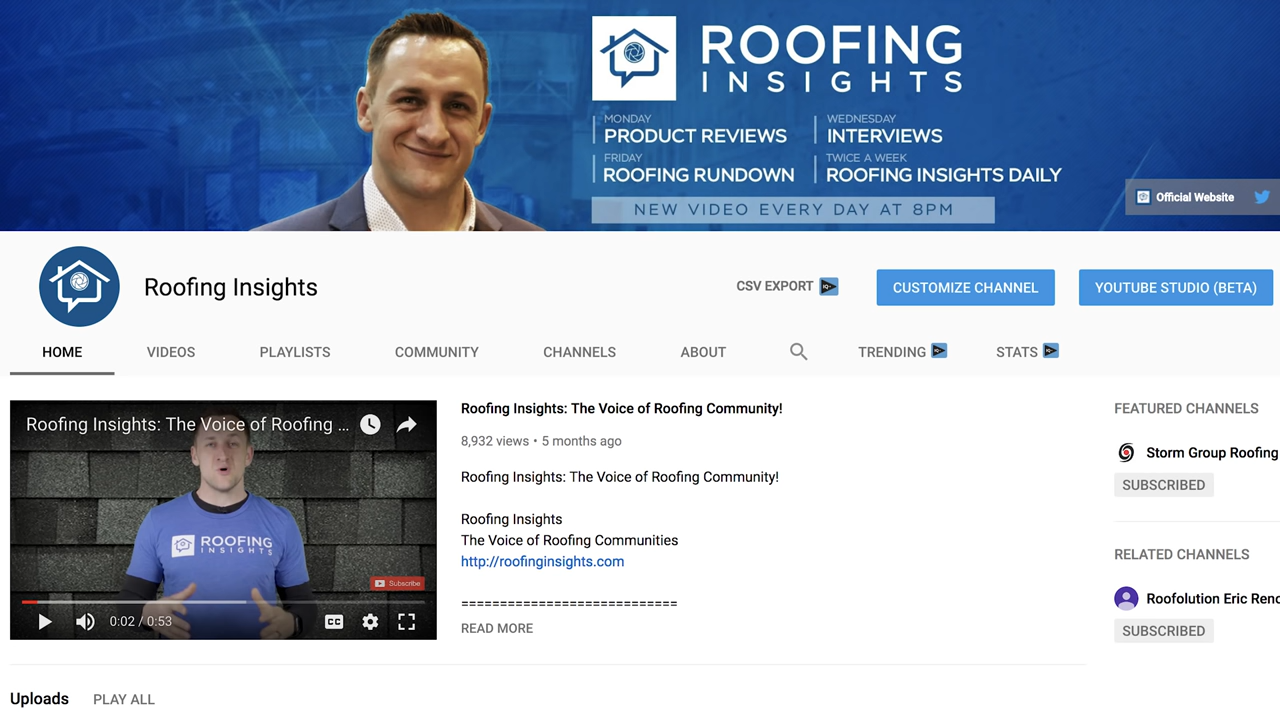 ROOFING
INSIGHTS
MONDAY
PRODUCT REVIEWS
WEDNESDAY
INTERVIEWS
FRIDAY
ROOFING RUNDOWN
TWICE A WEEK
ROOFING INSIGHTS DAILY
NEW VIDEO EVERY DAY AT 8PM
Official Website
Roofing Insights
CSV EXPORT
CUSTOMIZE CHANNEL
YOUTUBE STUDIO (BETA)
HOME
VIDEOS
PLAYLISTS
COMMUNITY
CHANNELS
ABOUT
TRENDING
STATS
Roofing Insights: The Voice of Roofing ...
ROOFING
INSIGHTS
Subscribe
0:02 / 0:53
CC
Roofing Insights: The Voice of Roofing Community!
8,932 views • 5 months ago
Roofing Insights: The Voice of Roofing Community!
Roofing Insights
The Voice of Roofing Communities
http://roofinginsights.com
============================
READ MORE
FEATURED CHANNELS
Storm Group Roofing
SUBSCRIBED
RELATED CHANNELS
Roofolution Eric Reno
SUBSCRIBED
Uploads
PLAY ALL